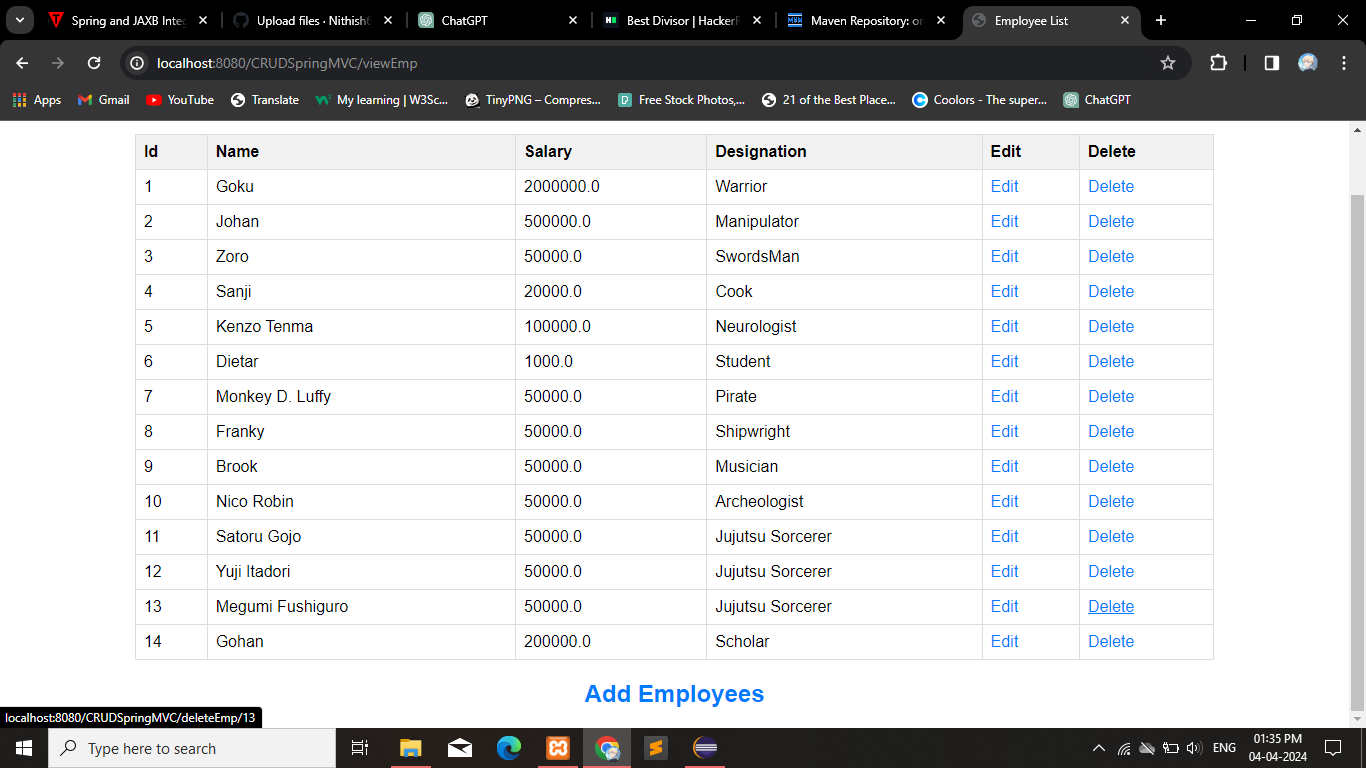 Spring and JAXB Integ
Upload files · Nithish
ChatGPT
Best Divisor | Hacker
Maven Repository: or
Employee List
localhost:8080/CRUDSpringMVC/viewEmp
Apps
Gmail
YouTube
Translate
My learning | W3Sc...
TinyPNG – Compres...
Free Stock Photos,...
21 of the Best Place...
Coolors - The super...
ChatGPT
Id Name Salary Designation Edit Delete
1 Goku 2000000.0 Warrior Edit Delete
2 Johan 500000.0 Manipulator Edit Delete
3 Zoro 50000.0 SwordsMan Edit Delete
4 Sanji 20000.0 Cook Edit Delete
5 Kenzo Tenma 100000.0 Neurologist Edit Delete
6 Dietar 1000.0 Student Edit Delete
7 Monkey D. Luffy 50000.0 Pirate Edit Delete
8 Franky 50000.0 Shipwright Edit Delete
9 Brook 50000.0 Musician Edit Delete
10 Nico Robin 50000.0 Archeologist Edit Delete
11 Satoru Gojo 50000.0 Jujutsu Sorcerer Edit Delete
12 Yuji Itadori 50000.0 Jujutsu Sorcerer Edit Delete
13 Megumi Fushiguro 50000.0 Jujutsu Sorcerer Edit Delete
14 Gohan 200000.0 Scholar Edit Delete
Add Employees
localhost:8080/CRUDSpringMVC/deleteEmp/13
Type here to search
ENG
01:35 PM
04-04-2024